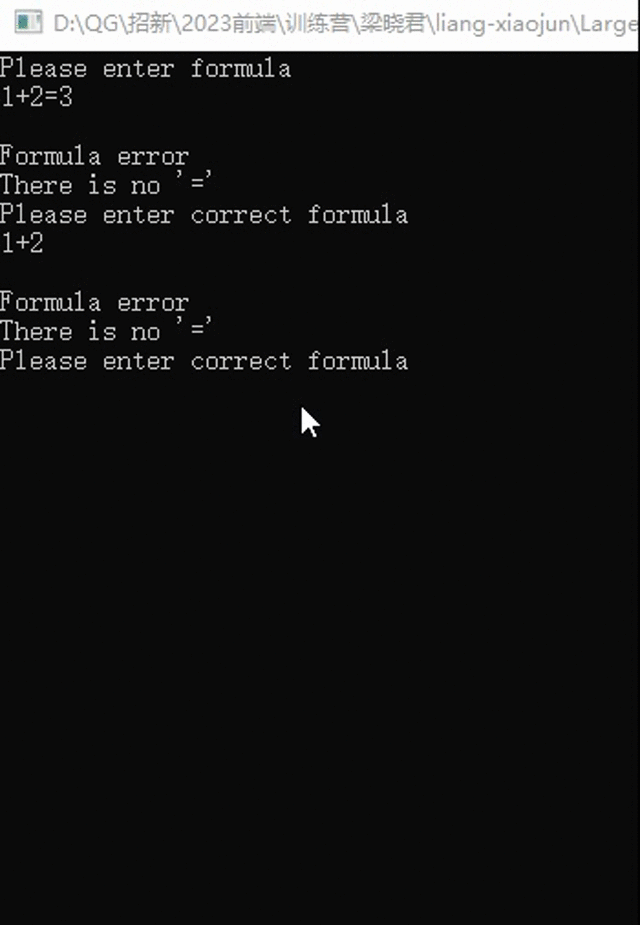 D:\QG\招新\2023前端\训练营\梁晓君\liang-xiaojun\Large
Please enter formula
1+2=3
Formula error
There is no '='
Please enter correct formula
1+2
Formula error
There is no '='
Please enter correct formula